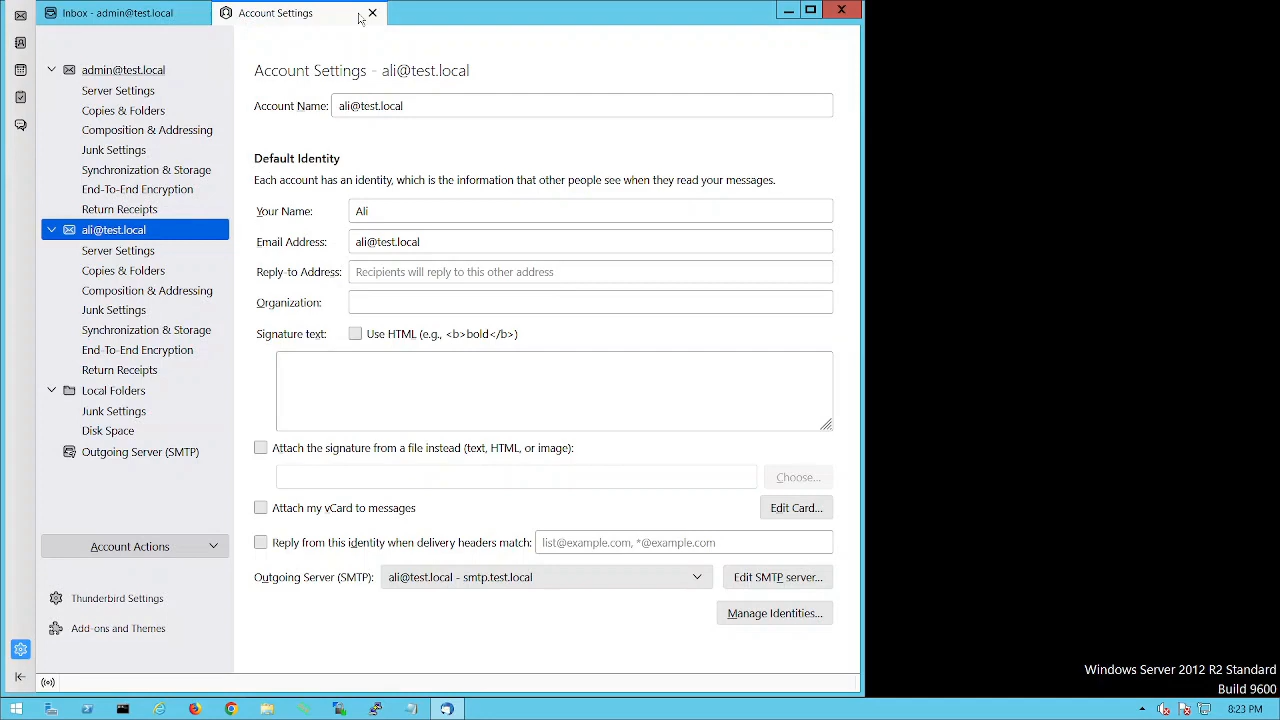 Inbox - admin@test.local
Account Settings
admin@test.local
Server Settings
Copies & Folders
Composition & Addressing
Junk Settings
Synchronization & Storage
End-To-End Encryption
Return Receipts
ali@test.local
Server Settings
Copies & Folders
Composition & Addressing
Junk Settings
Synchronization & Storage
End-To-End Encryption
Return Receipts
Local Folders
Junk Settings
Disk Space
Outgoing Server (SMTP)
Account Actions
Thunderbird Settings
Add-ons and Themes
Account Settings - ali@test.local
Account Name: ali@test.local
Default Identity
Each account has an identity, which is the information that other people see when they read your messages.
Your Name: Ali
Email Address: ali@test.local
Reply-to Address: Recipients will reply to this other address
Organization:
Signature text: Use HTML (e.g., <b>bold</b>)
Attach the signature from a file instead (text, HTML, or image):
Choose...
Attach my vCard to messages
Edit Card...
Reply from this identity when delivery headers match: list@example.com, *@example.com
Outgoing Server (SMTP): ali@test.local - smtp.test.local
Edit SMTP server...
Manage Identities...
Windows Server 2012 R2 Standard
Build 9600
8:23 PM